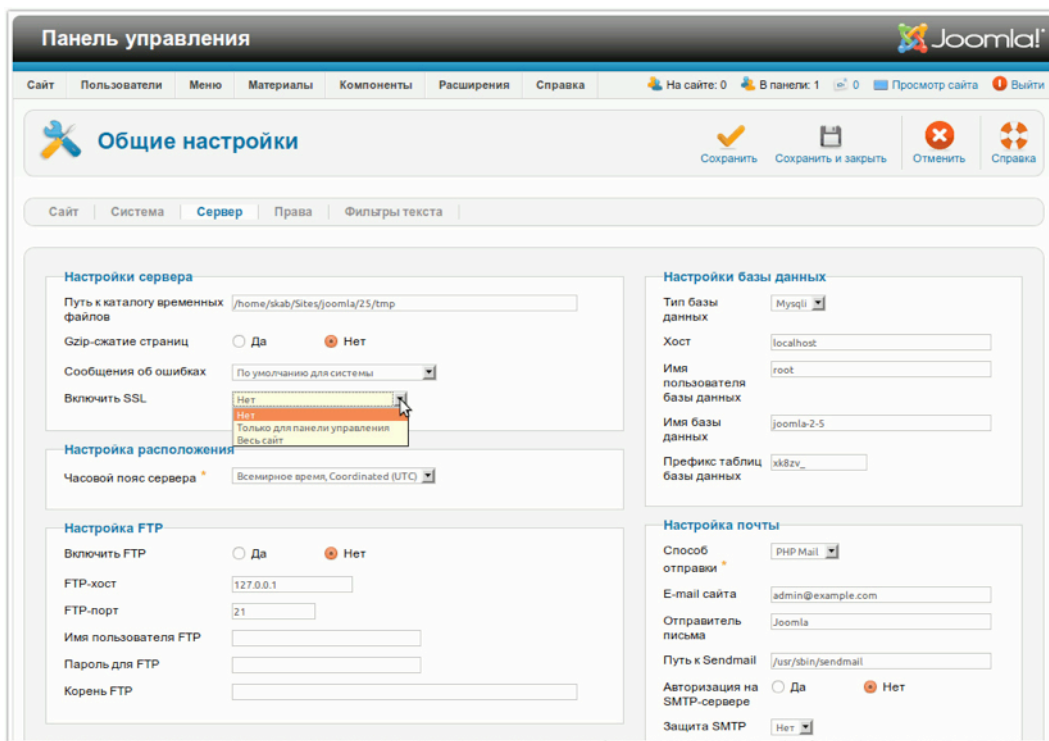 Панель управления
Joomla!
Сайт Пользователи Меню Материалы Компоненты Расширения Справка На сайте: 0 В панели: 1 0 Просмотр сайта Выйти
Общие настройки
Сохранить Сохранить и закрыть Отменить Справка
Сайт Система Сервер Права Фильтры текста
Настройки сервера
Путь к каталогу временных файлов /home/skab/Sites/joomla/25/tmp
Gzip-сжатие страниц Да Нет
Сообщения об ошибках По умолчанию для системы
Включить SSL Нет
Нет
Только для панели управления
Весь сайт
Настройка расположения
Часовой пояс сервера * Всемирное время, Coordinated (UTC)
Настройка FTP
Включить FTP Да Нет
FTP-хост 127.0.0.1
FTP-порт 21
Имя пользователя FTP
Пароль для FTP
Корень FTP
Настройки базы данных
Тип базы данных Mysqli
Хост localhost
Имя пользователя базы данных root
Имя базы данных joomla-2-5
Префикс таблиц базы данных xk8zv_
Настройка почты
Способ отправки * PHP Mail
E-mail сайта admin@example.com
Отправитель письма Joomla
Путь к Sendmail /usr/sbin/sendmail
Авторизация на SMTP-сервере Да Нет
Защита SMTP Нет